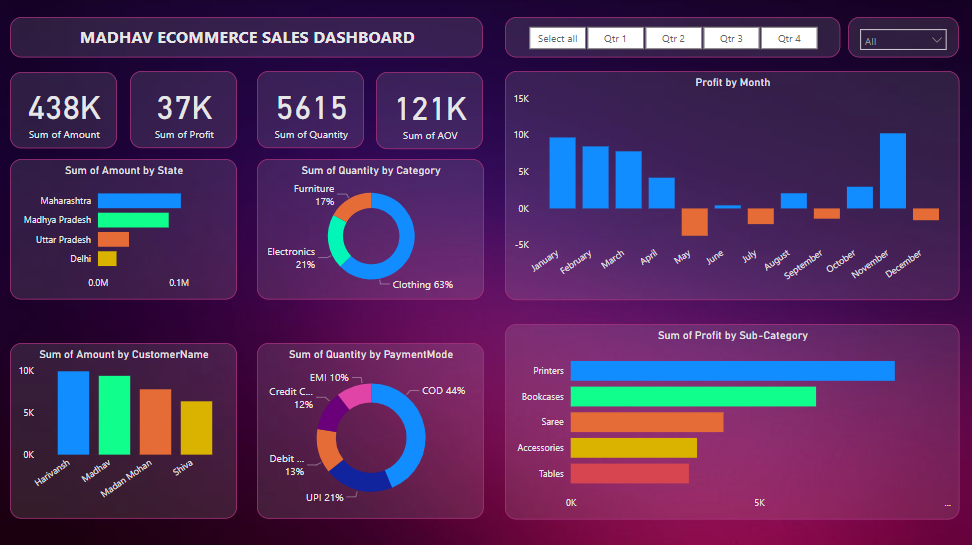 MADHAV ECOMMERCE SALES DASHBOARD
Select all
Qtr 1
Qtr 2
Qtr 3
Qtr 4
All
438K
Sum of Amount
37K
Sum of Profit
5615
Sum of Quantity
121K
Sum of AOV
Profit by Month
15K
10K
5K
0K
-5K
January
February
March
April
May
June
July
August
September
October
November
December
Sum of Amount by State
Maharashtra
Madhya Pradesh
Uttar Pradesh
Delhi
0.0M
0.1M
Sum of Quantity by Category
Furniture
17%
Electronics
21%
Clothing 63%
Sum of Amount by CustomerName
10K
5K
0K
Harivansh
Madhav
Madan Mohan
Shiva
Sum of Quantity by PaymentMode
EMI 10%
COD 44%
Credit C...
12%
Debit ...
13%
UPI 21%
Sum of Profit by Sub-Category
Printers
Bookcases
Saree
Accessories
Tables
0K
5K
...